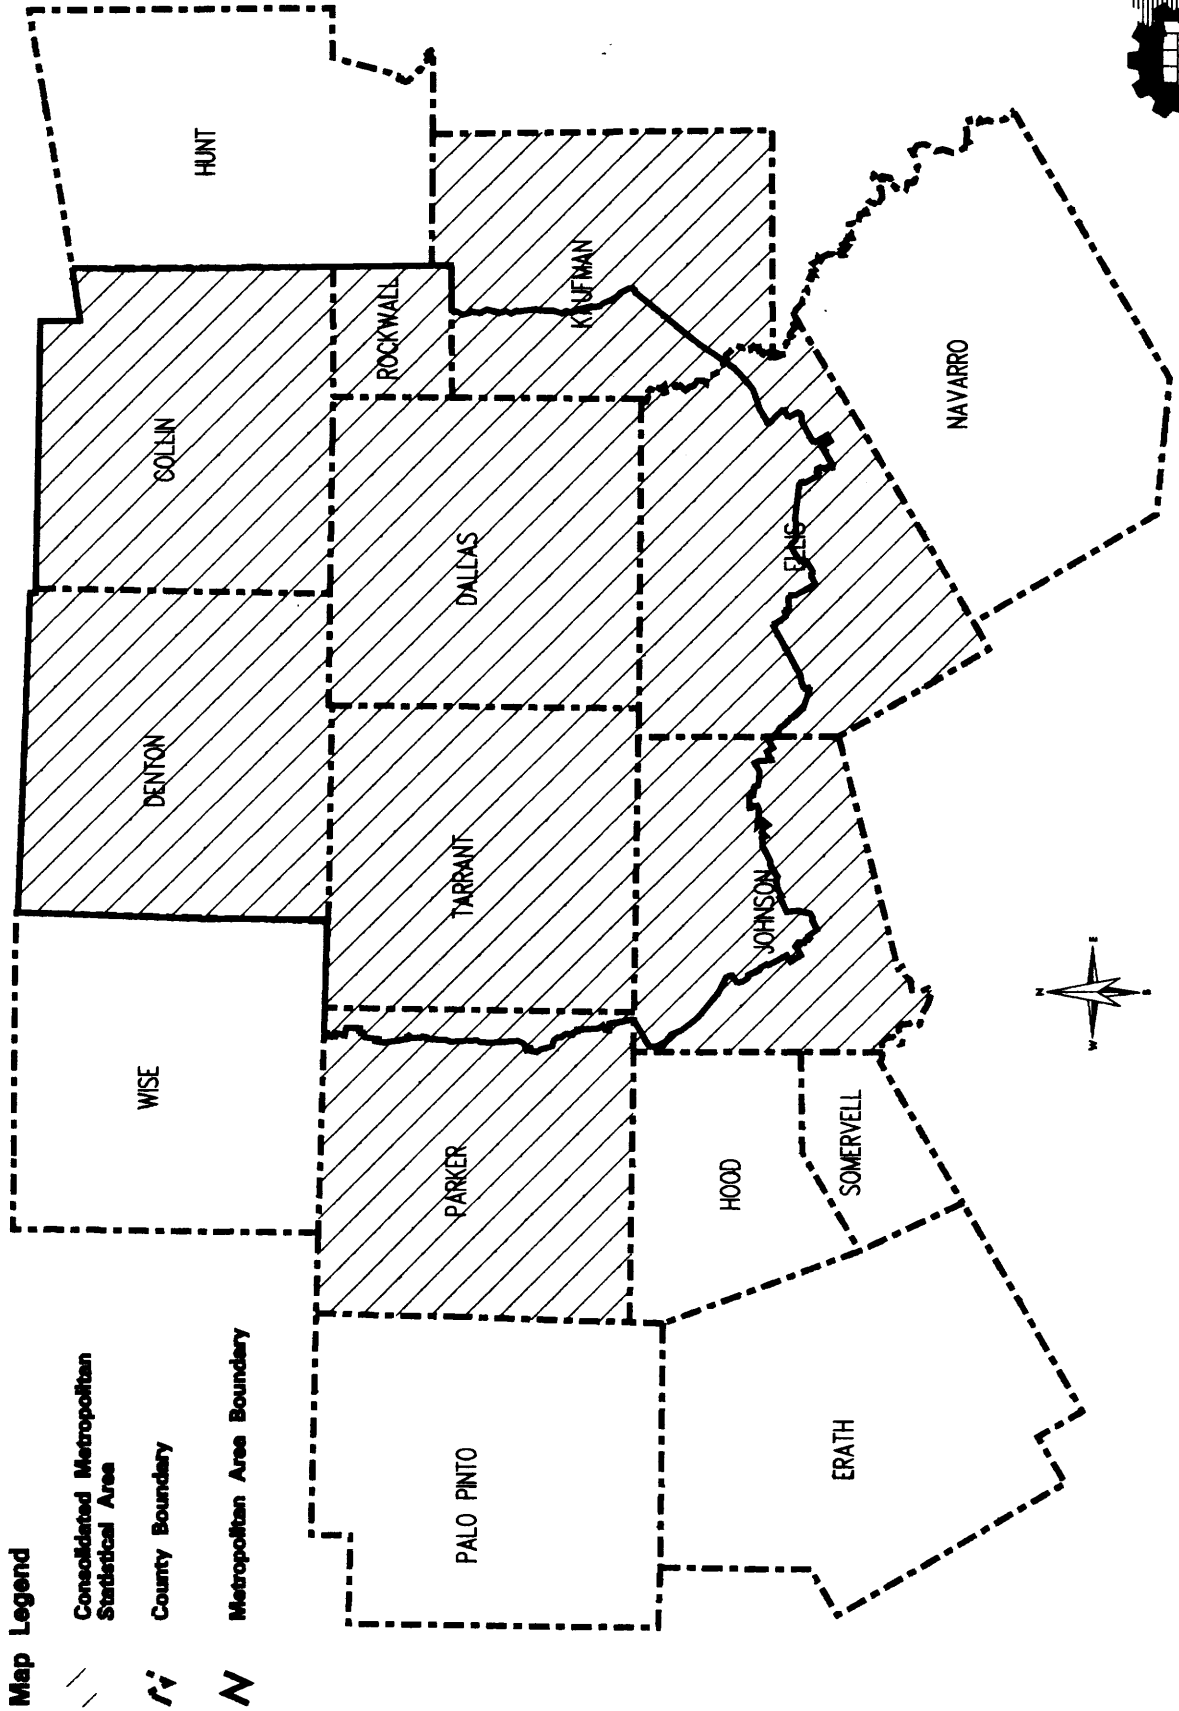 Map Legend
Consolidated Metropolitan
Statistical Area
County Boundary
Metropolitan Area Boundary
WISE
DENTON
COLLIN
HUNT
PALO PINTO
PARKER
TARRANT
DALLAS
ROCKWALL
KAUFMAN
ERATH
HOOD
SOMERVELL
JOHNSON
ELLIS
NAVARRO
N
W
E
S